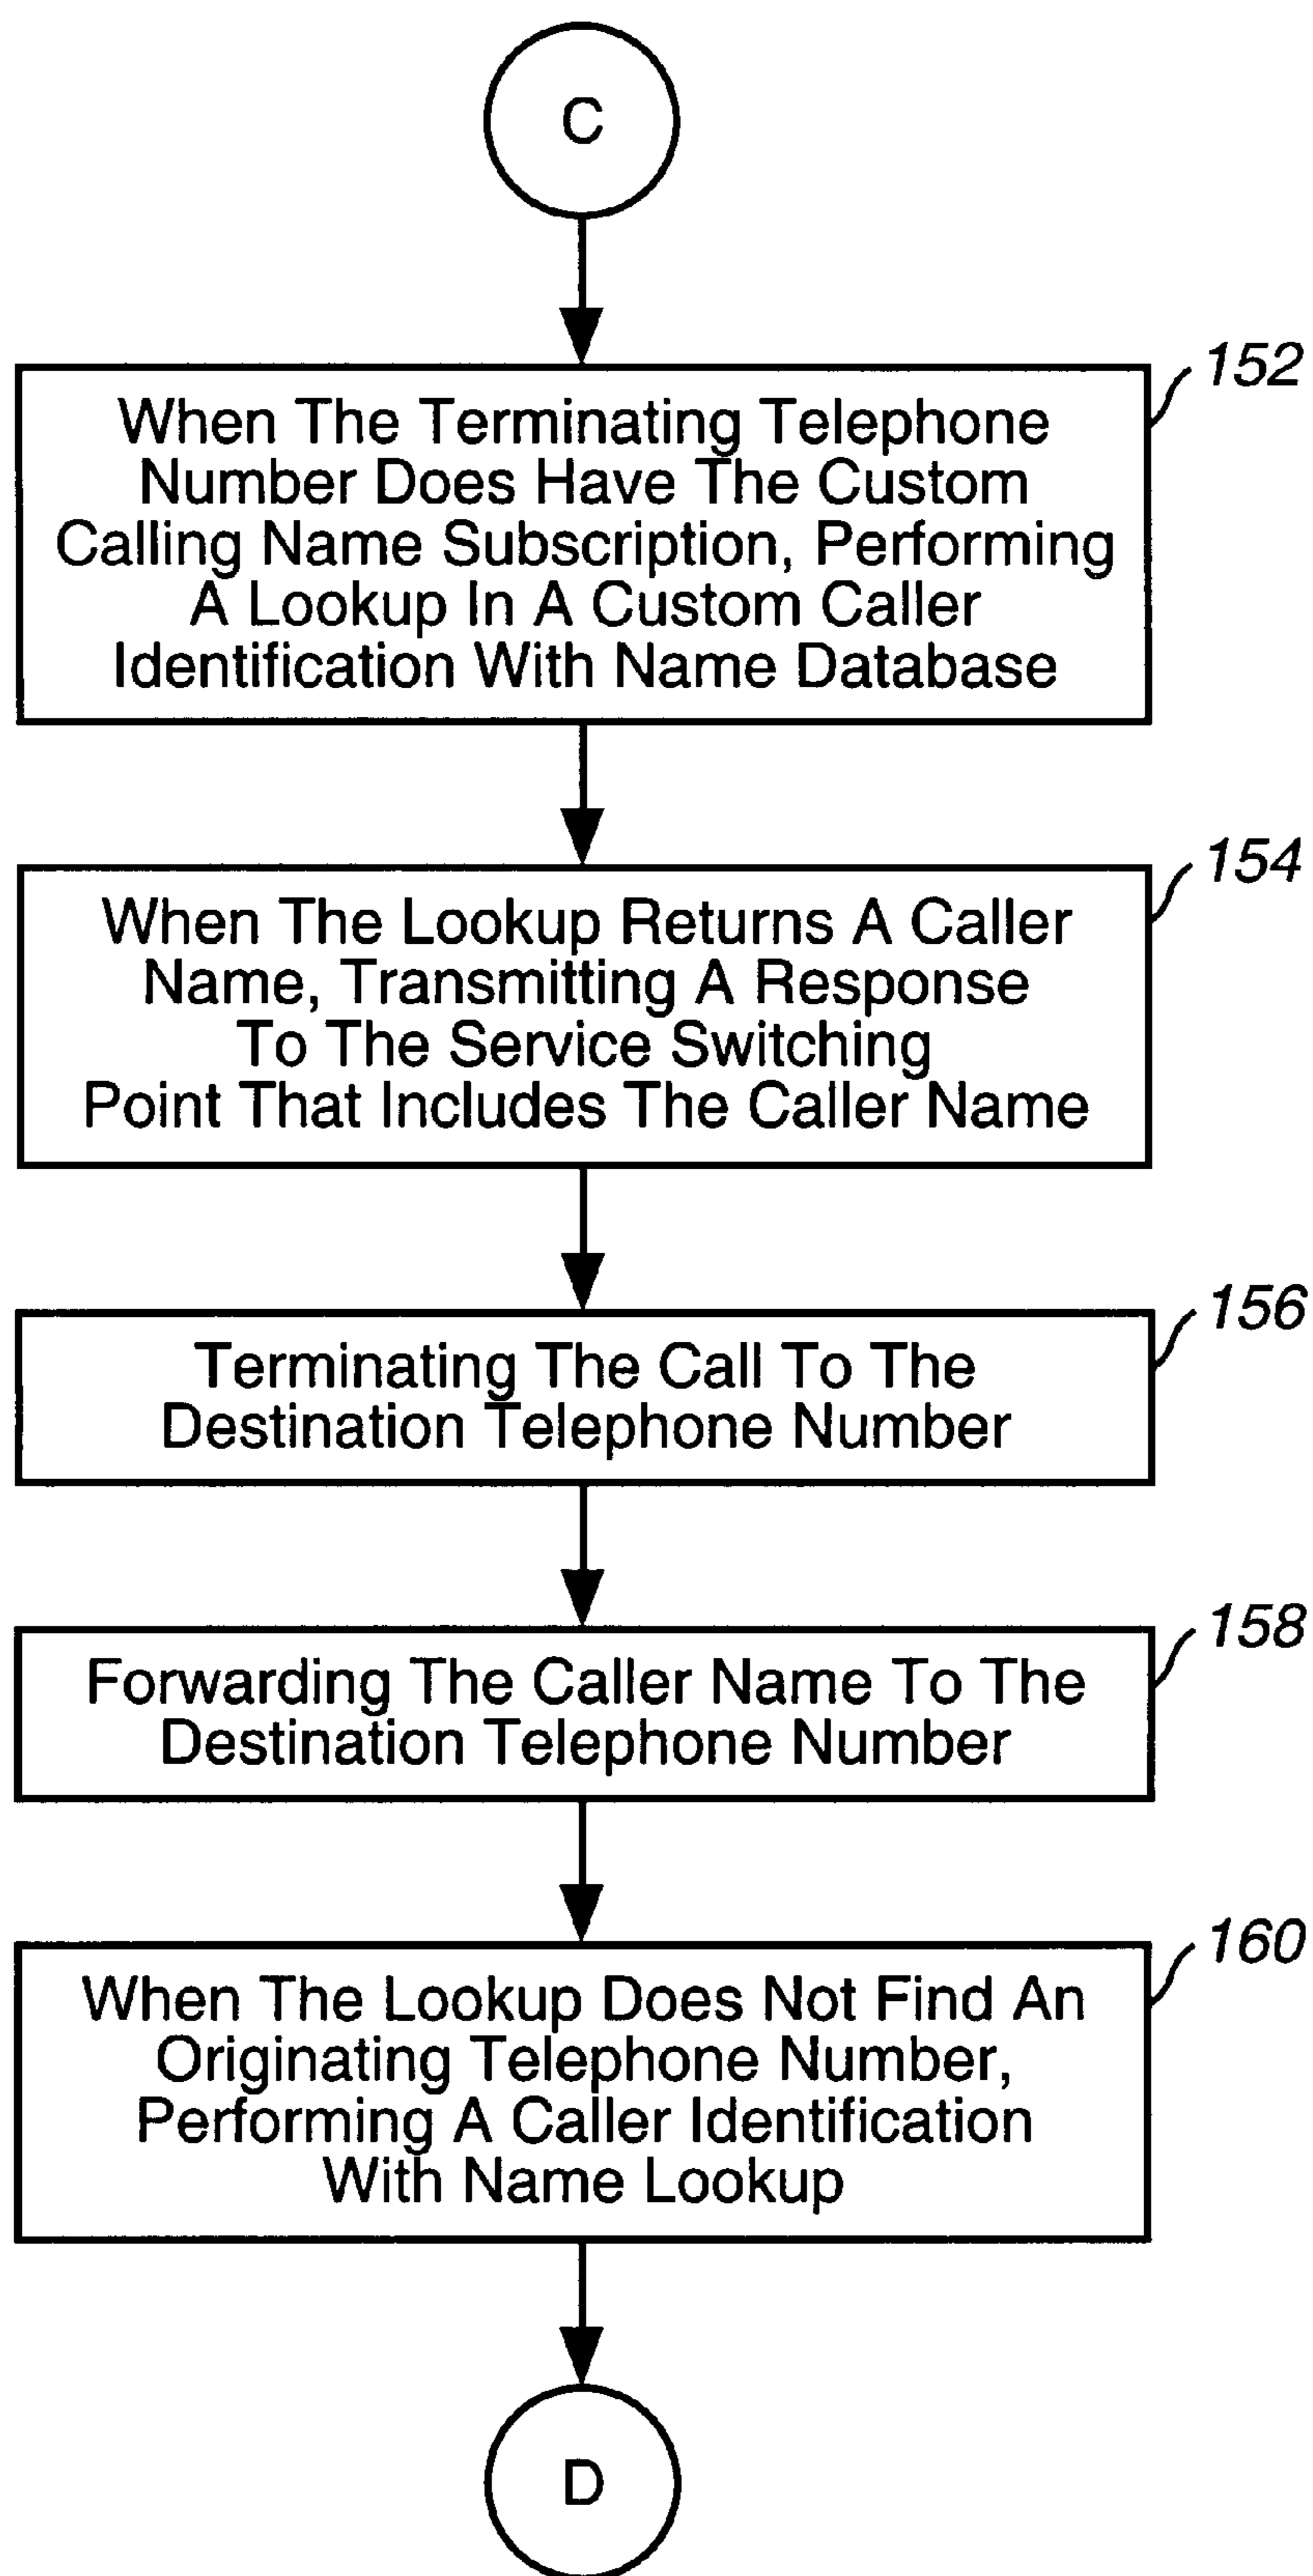 C
152
When The Terminating Telephone
Number Does Have The Custom
Calling Name Subscription, Performing
A Lookup In A Custom Caller
Identification With Name Database
154
When The Lookup Returns A Caller
Name, Transmitting A Response
To The Service Switching
Point That Includes The Caller Name
156
Terminating The Call To The
Destination Telephone Number
158
Forwarding The Caller Name To The
Destination Telephone Number
160
When The Lookup Does Not Find An
Originating Telephone Number,
Performing A Caller Identification
With Name Lookup
D